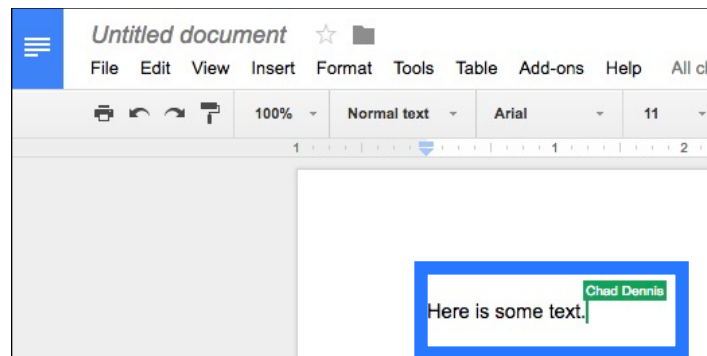 Untitled document
File Edit View Insert Format Tools Table Add-ons Help All c
100% Normal text Arial 11
1 1 2
Chad Dennis
Here is some text.